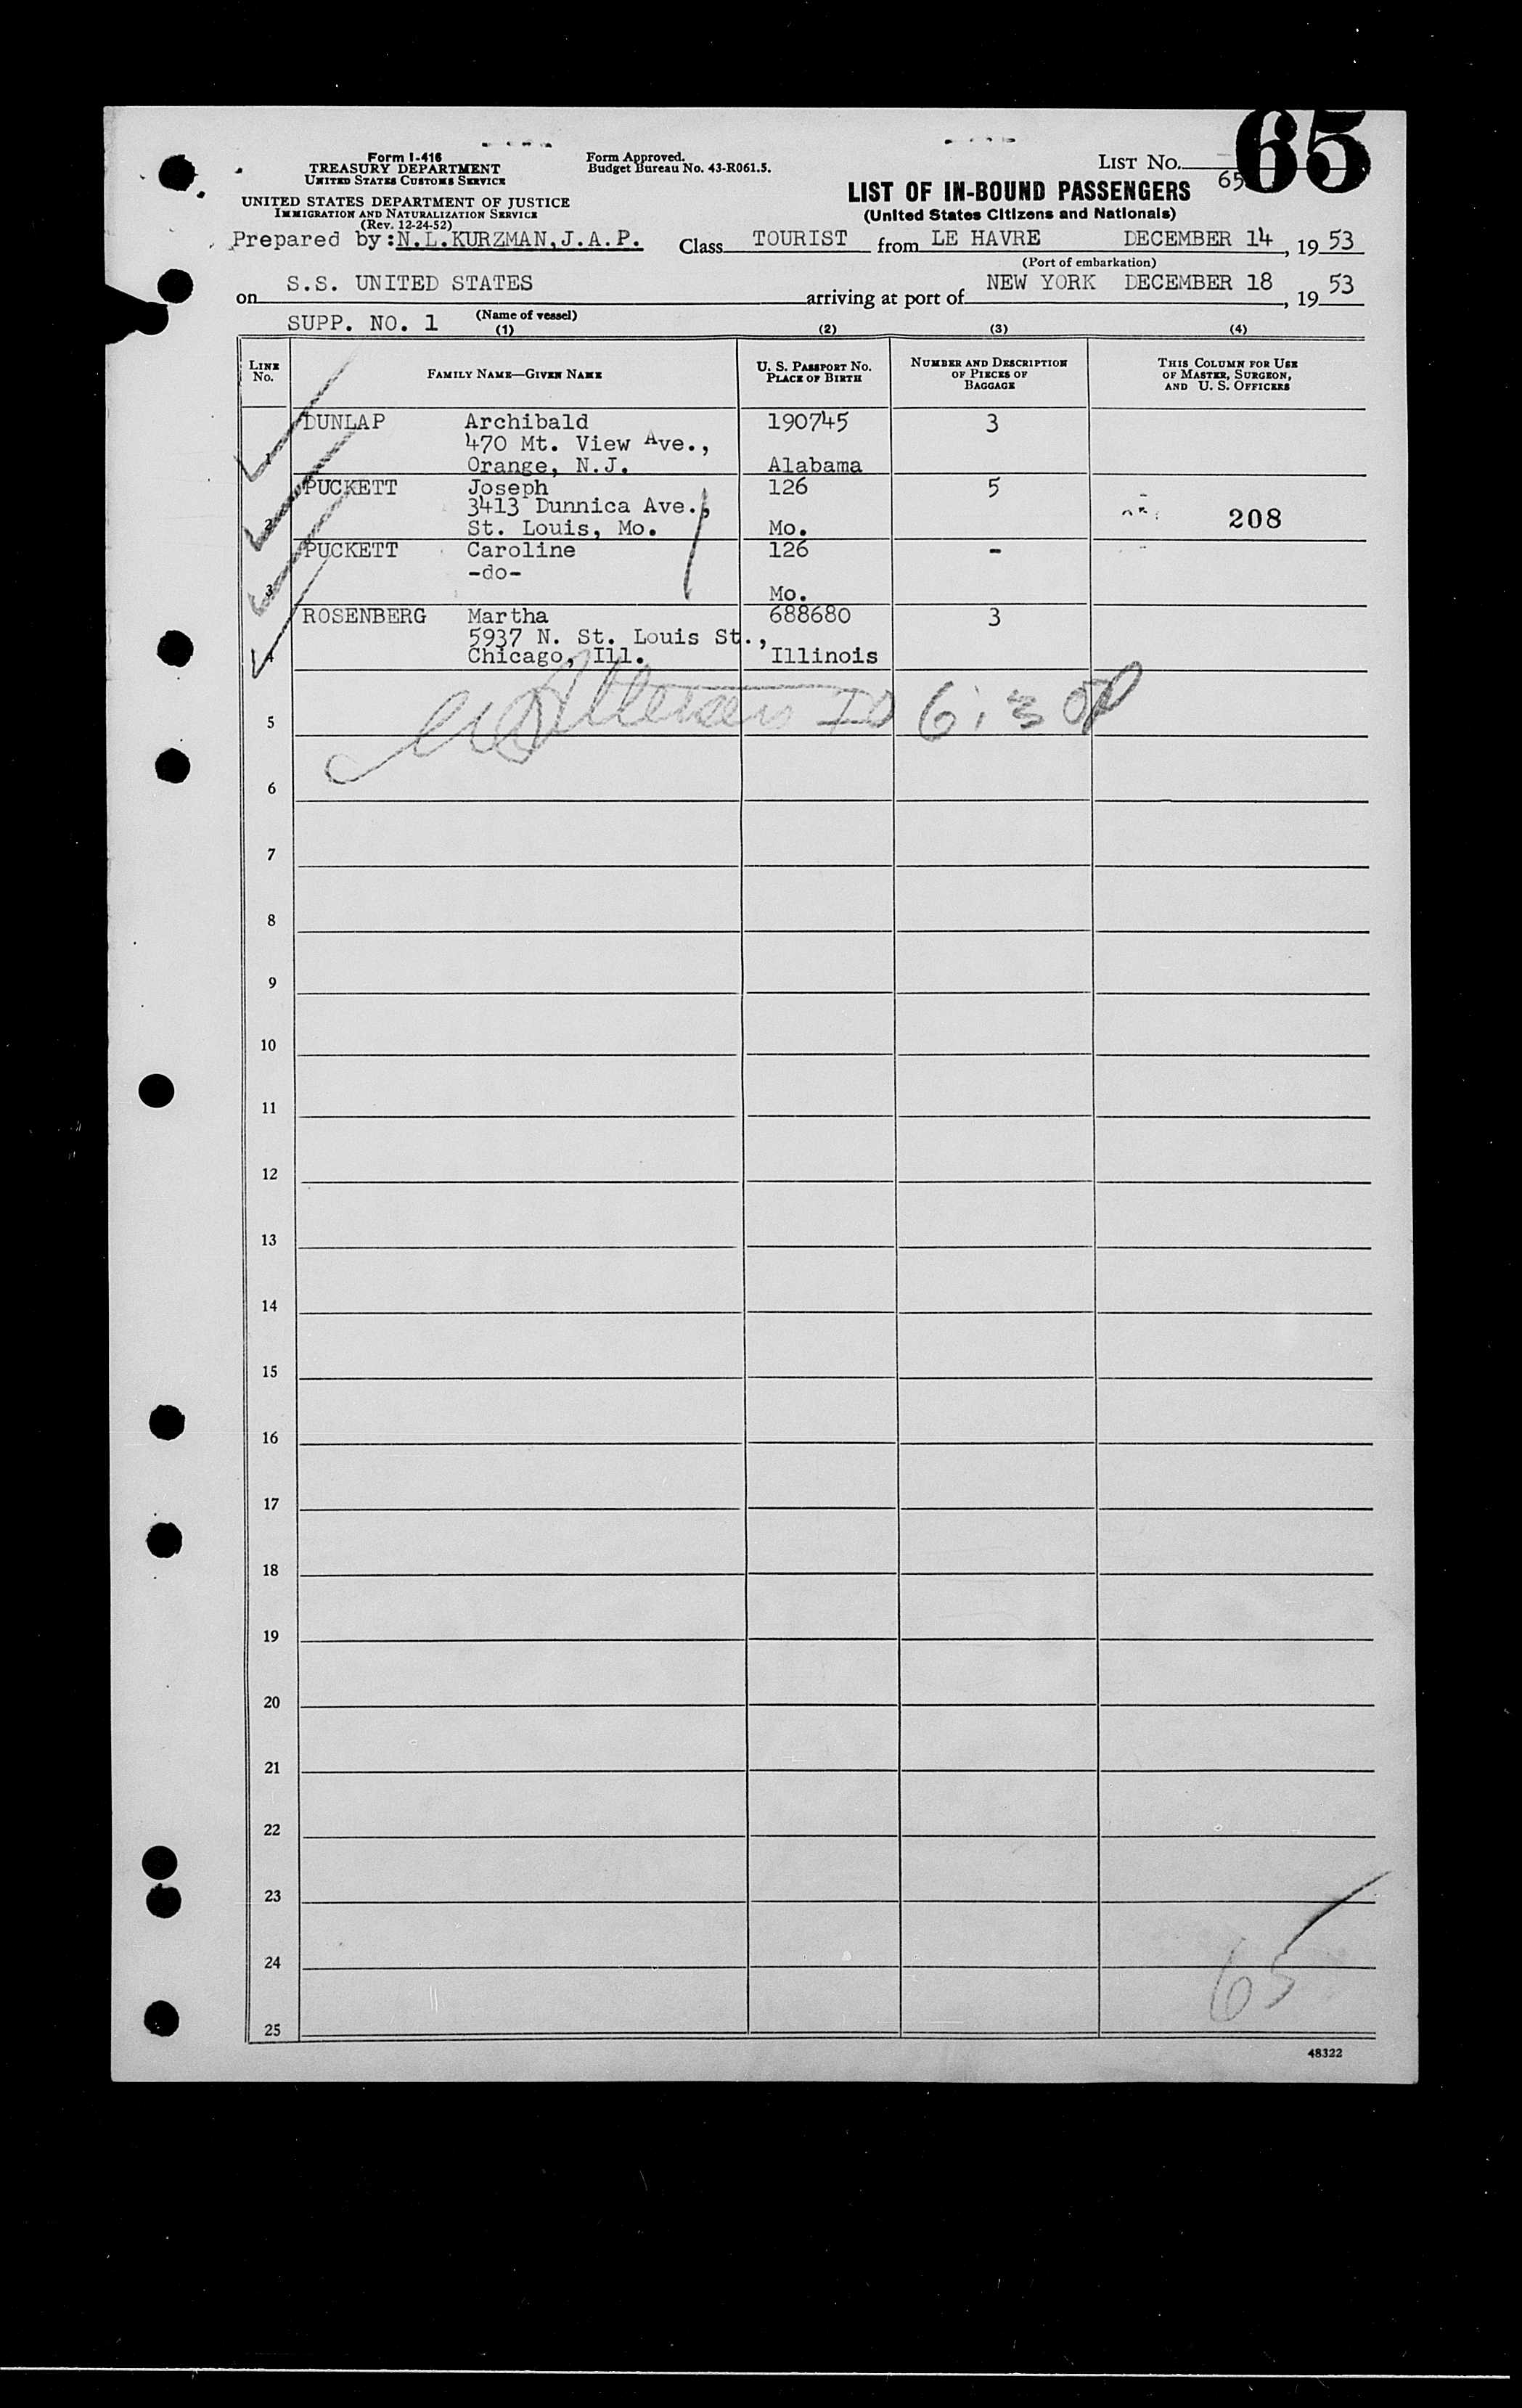 65
Form I-416
TREASURY DEPARTMENT
UNITED STATES CUSTOMS SERVICE
UNITED STATES DEPARTMENT OF JUSTICE
IMMIGRATION AND NATURALIZATION SERVICE
(Rev. 12-24-52)
Form Approved.
Budget Bureau No. 43-R061.5.
LIST NO. 65
LIST OF IN-BOUND PASSENGERS
(United States Citizens and Nationals)
Prepared by: N.L.KURZMAN,J.A.P. Class TOURIST from LE HAVRE DECEMBER 14, 19 53
(Port of embarkation)
on S.S. UNITED STATES arriving at port of NEW YORK DECEMBER 18, 19 53
SUPP. NO. 1 (Name of vessel)
(1) (2) (3) (4)
LINE NO. FAMILY NAME—GIVEN NAME U. S. PASSPORT NO. PLACE OF BIRTH NUMBER AND DESCRIPTION OF PIECES OF BAGGAGE THIS COLUMN FOR USE OF MASTER, SURGEON, AND U. S. OFFICERS
DUNLAP Archibald 190745 3
470 Mt. View Ave.,
1 Orange, N.J. Alabama
PUCKETT Joseph 126 5
3413 Dunnica Ave., 208
2 St. Louis, Mo. Mo.
PUCKETT Caroline 126 -
-do-
3 Mo.
ROSENBERG Martha 688680 3
5937 N. St. Louis St.,
4 Chicago, Ill. Illinois
5
6
7
8
9
10
11
12
13
14
15
16
17
18
19
20
21
22
23
24
65
25
48322